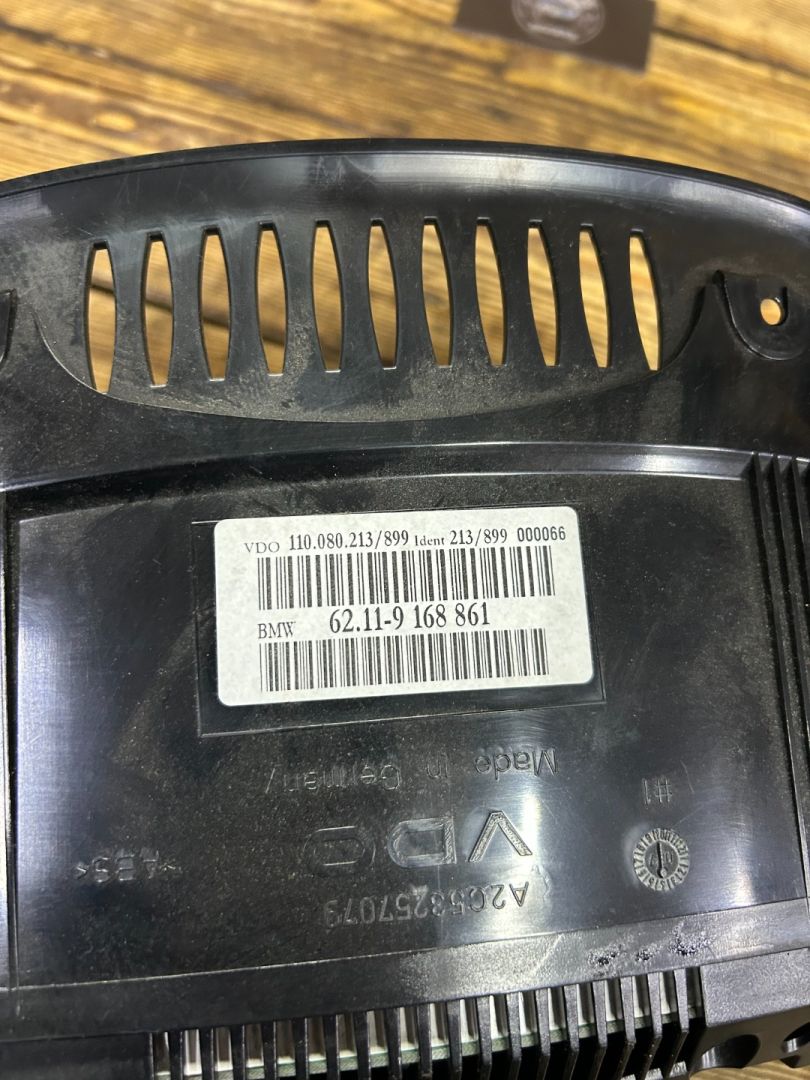 VDO 110.080.213/899 Ident 213/899 000066
BMW 62.11-9 168 861
Made in Germany
#1
VDO
>ABS<
A2C53257079